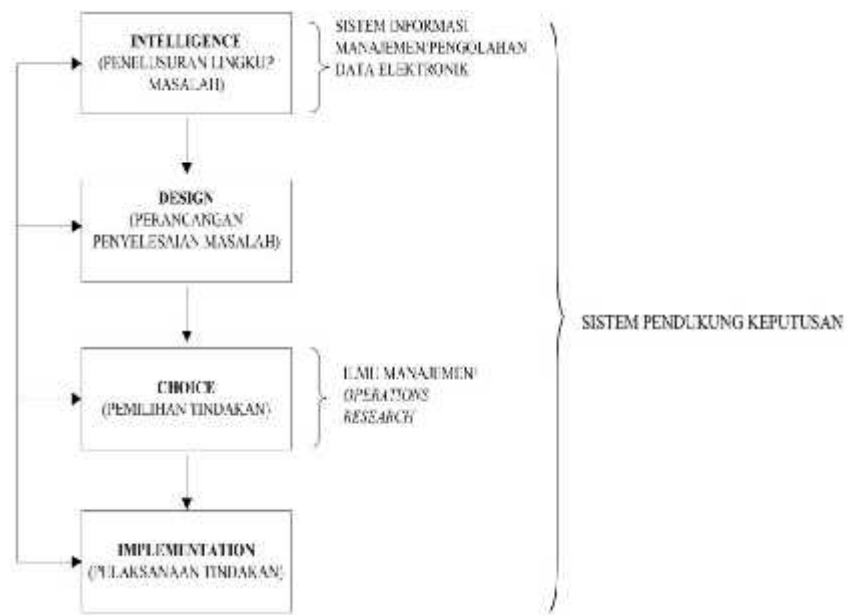 INTELLIGENCE
(PENELUSURAN LINGKUP
MASALAH)
SISTEM INFORMASI
MANAJEMEN/PENGOLAHAN
DATA ELEKTRONIK
DESIGN
(PERANCANGAN
PENYELESAIAN MASALAH)
SISTEM PENDUKUNG KEPUTUSAN
CHOICE
(PEMILIHAN TINDAKAN)
ILMU MANAJEMEN/
OPERATIONS
RESEARCH
IMPLEMENTATION
(PELAKSANAAN TINDAKAN)